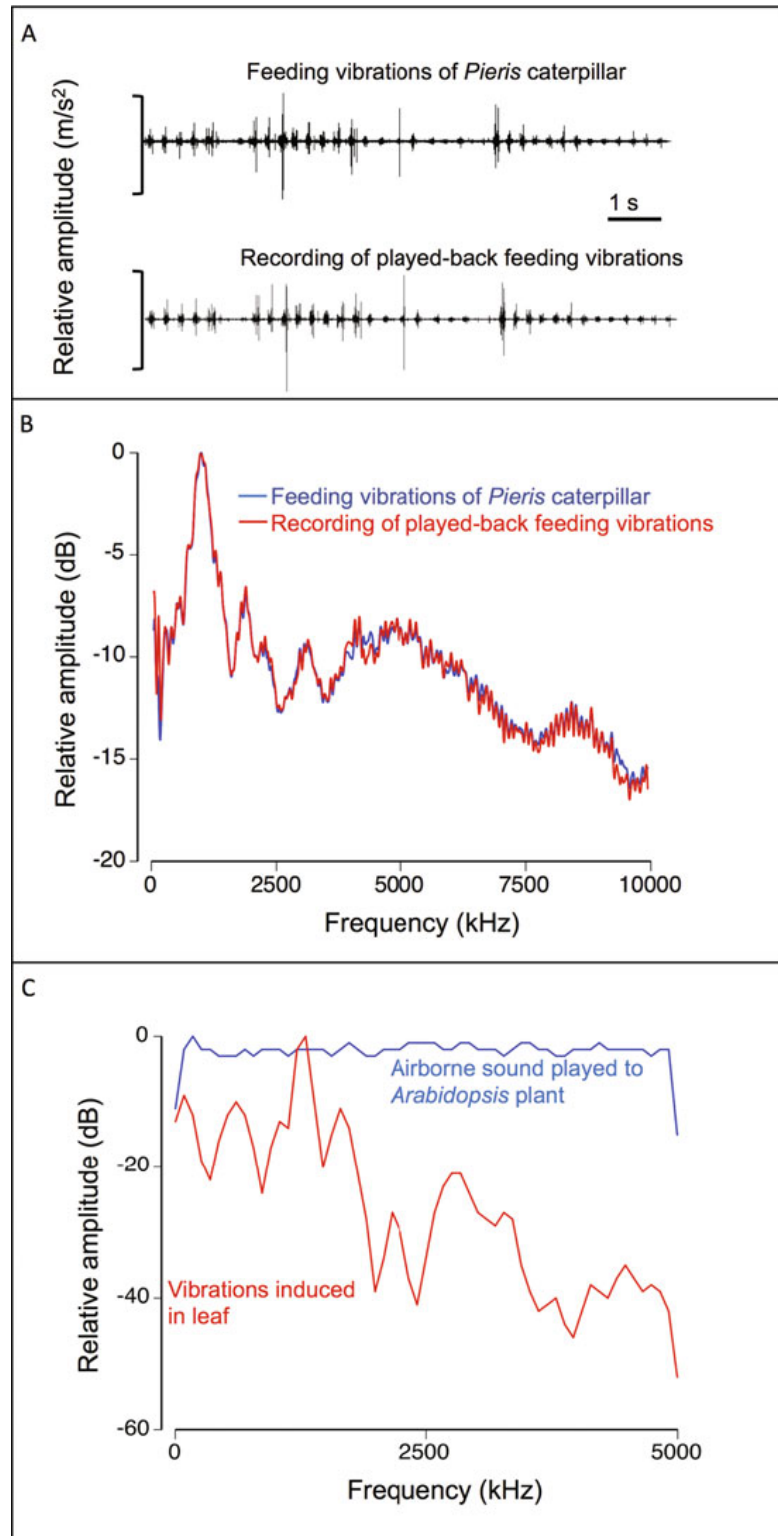 A
Feeding vibrations of Pieris caterpillar
Relative amplitude (m/s²)
1 s
Recording of played-back feeding vibrations
B
0
-5
-10
-15
-20
Relative amplitude (dB)
Feeding vibrations of Pieris caterpillar
Recording of played-back feeding vibrations
0
2500
5000
7500
10000
Frequency (kHz)
C
0
-20
-40
-60
Relative amplitude (dB)
Airborne sound played to
Arabidopsis plant
Vibrations induced
in leaf
0
2500
5000
Frequency (kHz)